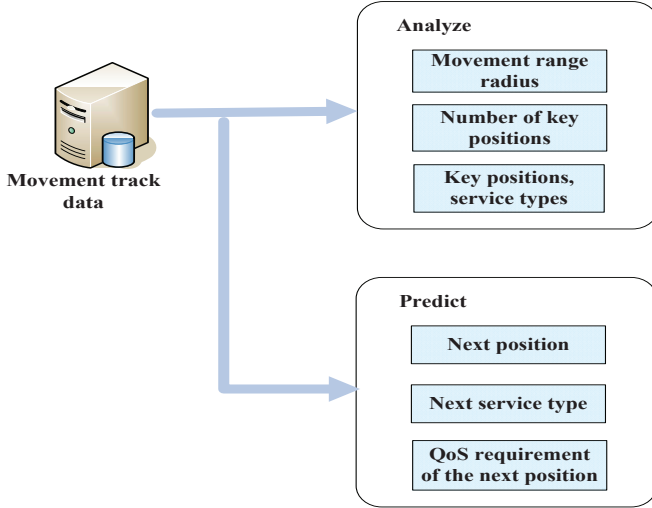 Movement track
data
Analyze
Movement range
radius
Number of key
positions
Key positions,
service types
Predict
Next position
Next service type
QoS requirement
of the next position